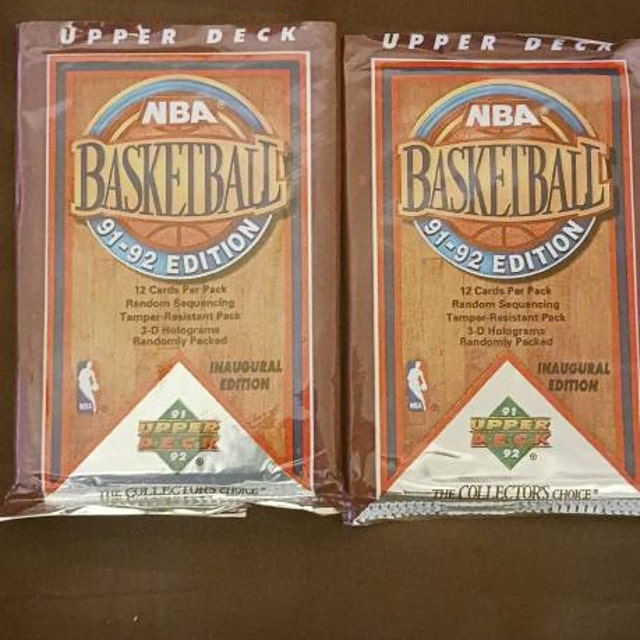 UPPER DECK
NBA
BASKETBALL
91-92 EDITION
12 Cards Per Pack
Random Sequencing
Tamper-Resistant Pack
3-D Holograms
Randomly Packed
INAUGURAL
EDITION
NBA
91
UPPER
DECK
92
®
THE COLLECTOR'S CHOICE
UPPER DECK
NBA
BASKETBALL
91-92 EDITION
12 Cards Per Pack
Random Sequencing
Tamper-Resistant Pack
3-D Holograms
Randomly Packed
INAUGURAL
EDITION
NBA
91
UPPER
DECK
92
®
THE COLLECTOR'S CHOICE®